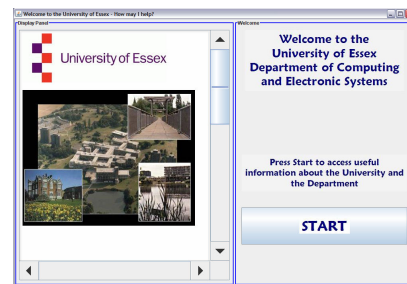 Welcome to the University of Essex - How may I help?
Display Panel
University of Essex
Welcome
Welcome to the
University of Essex
Department of Computing
and Electronic Systems
Press Start to access useful
information about the University and
the Department
START